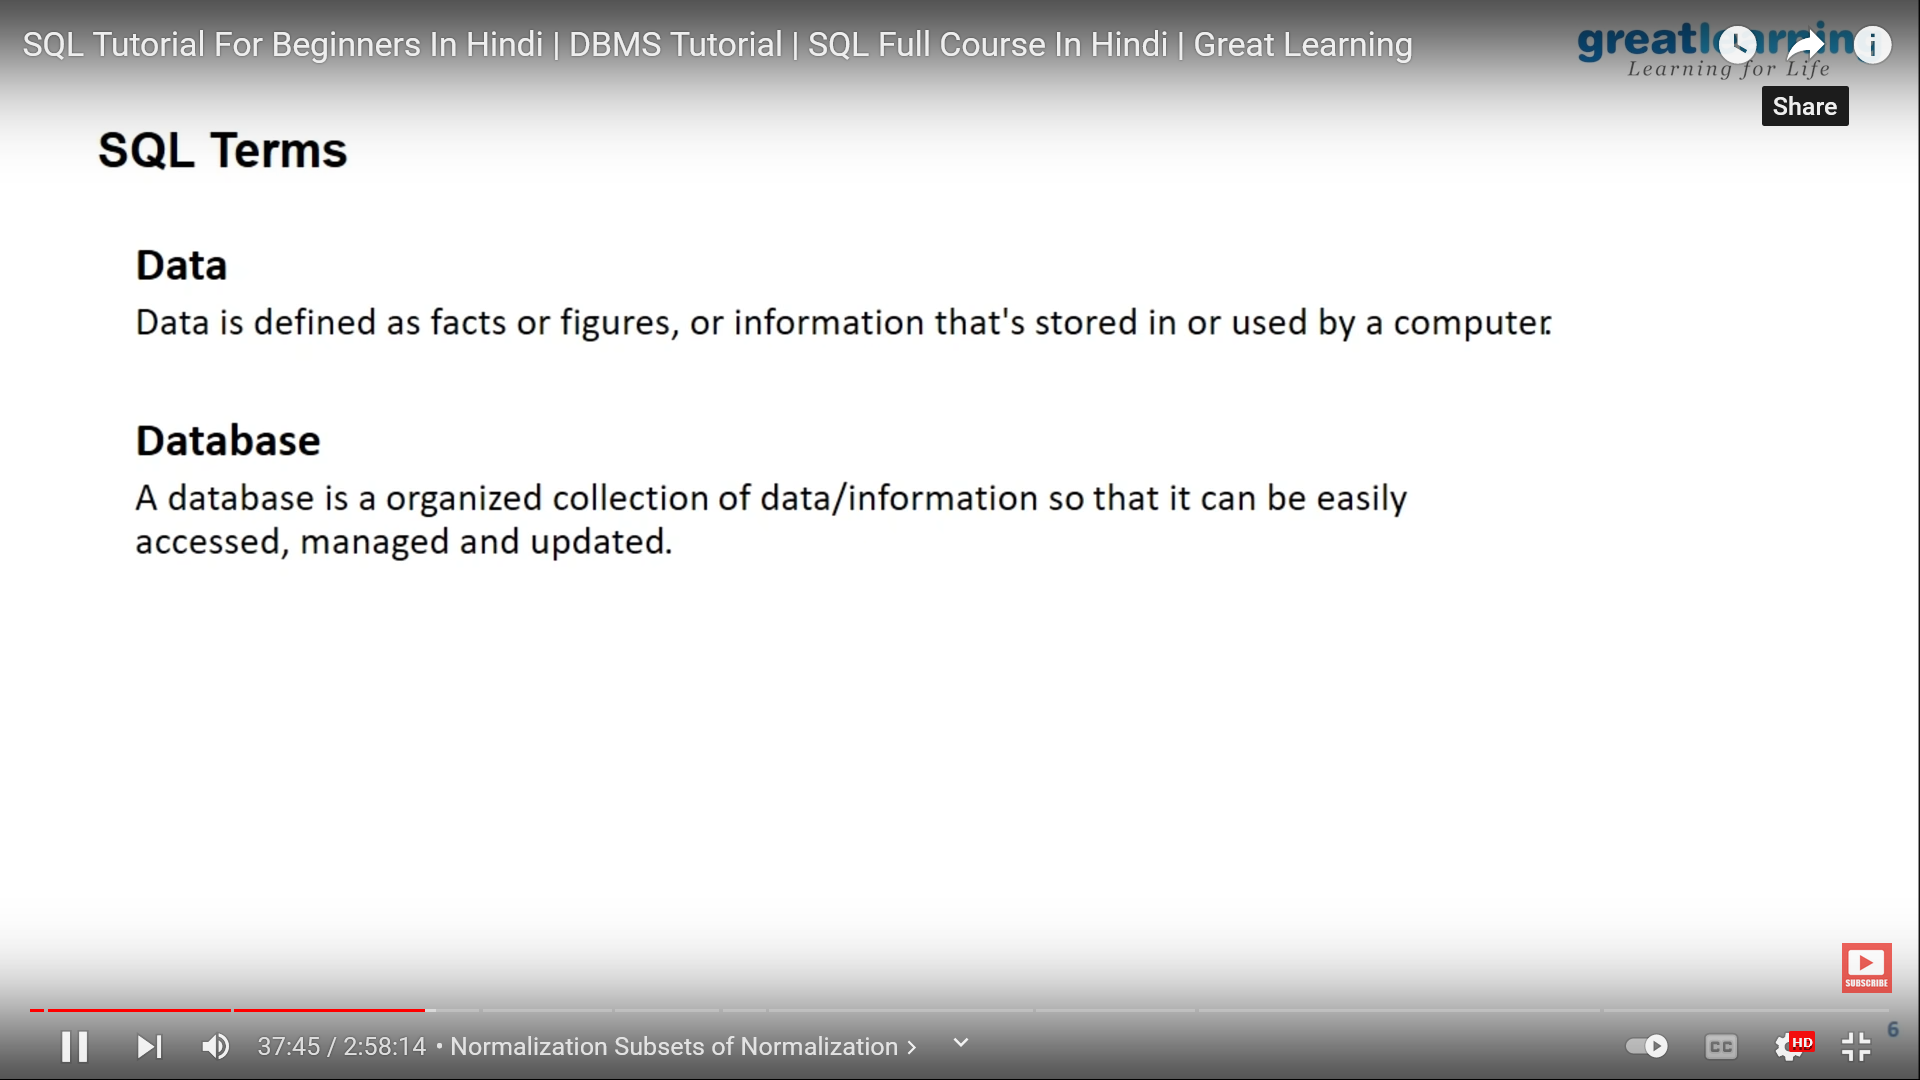 SQL Tutorial For Beginners In Hindi | DBMS Tutorial | SQL Full Course In Hindi | Great Learning
Learning for Life
Share
SQL Terms
Data
Data is defined as facts or figures, or information that's stored in or used by a computer.
Database
A database is a organized collection of data/information so that it can be easily
accessed, managed and updated.
SUBSCRIBE
6
37:45 / 2:58:14 • Normalization Subsets of Normalization >
CC
HD